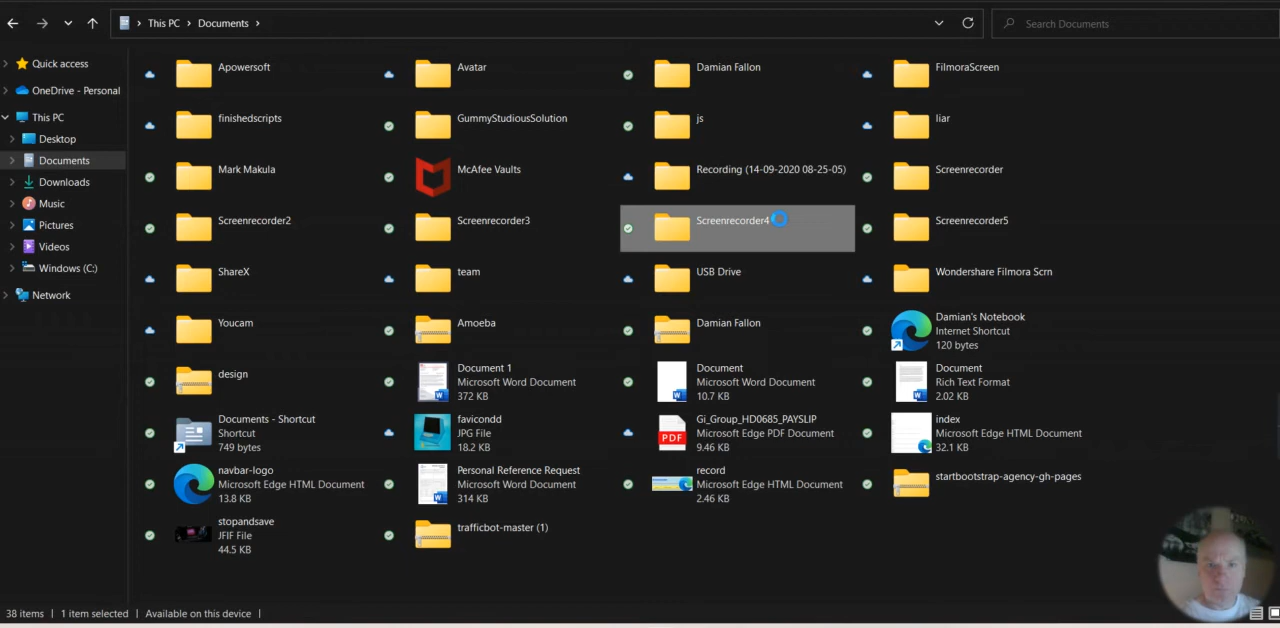 This PC
Documents
Search Documents
Quick access
OneDrive - Personal
This PC
Desktop
Documents
Downloads
Music
Pictures
Videos
Windows (C:)
Network
Apowersoft
Avatar
Damian Fallon
FilmoraScreen
finishedscripts
GummyStudiousSolution
js
liar
Mark Makula
McAfee Vaults
Recording (14-09-2020 08-25-05)
Screenrecorder
Screenrecorder2
Screenrecorder3
Screenrecorder4
Screenrecorder5
ShareX
team
USB Drive
Wondershare Filmora Scrn
Youcam
Amoeba
Damian Fallon
Damian's Notebook
Internet Shortcut
120 bytes
design
Document 1
Microsoft Word Document
372 KB
Document
Microsoft Word Document
10.7 KB
Document
Rich Text Format
2.02 KB
Documents - Shortcut
Shortcut
749 bytes
favicondd
JPG File
18.2 KB
PDF
Gi_Group_HD0685_PAYSLIP
Microsoft Edge PDF Document
9.46 KB
index
Microsoft Edge HTML Document
32.1 KB
navbar-logo
Microsoft Edge HTML Document
13.8 KB
Personal Reference Request
Microsoft Word Document
314 KB
record
Microsoft Edge HTML Document
2.46 KB
startbootstrap-agency-gh-pages
stopandsave
JFIF File
44.5 KB
trafficbot-master (1)
38 items
1 item selected
Available on this device